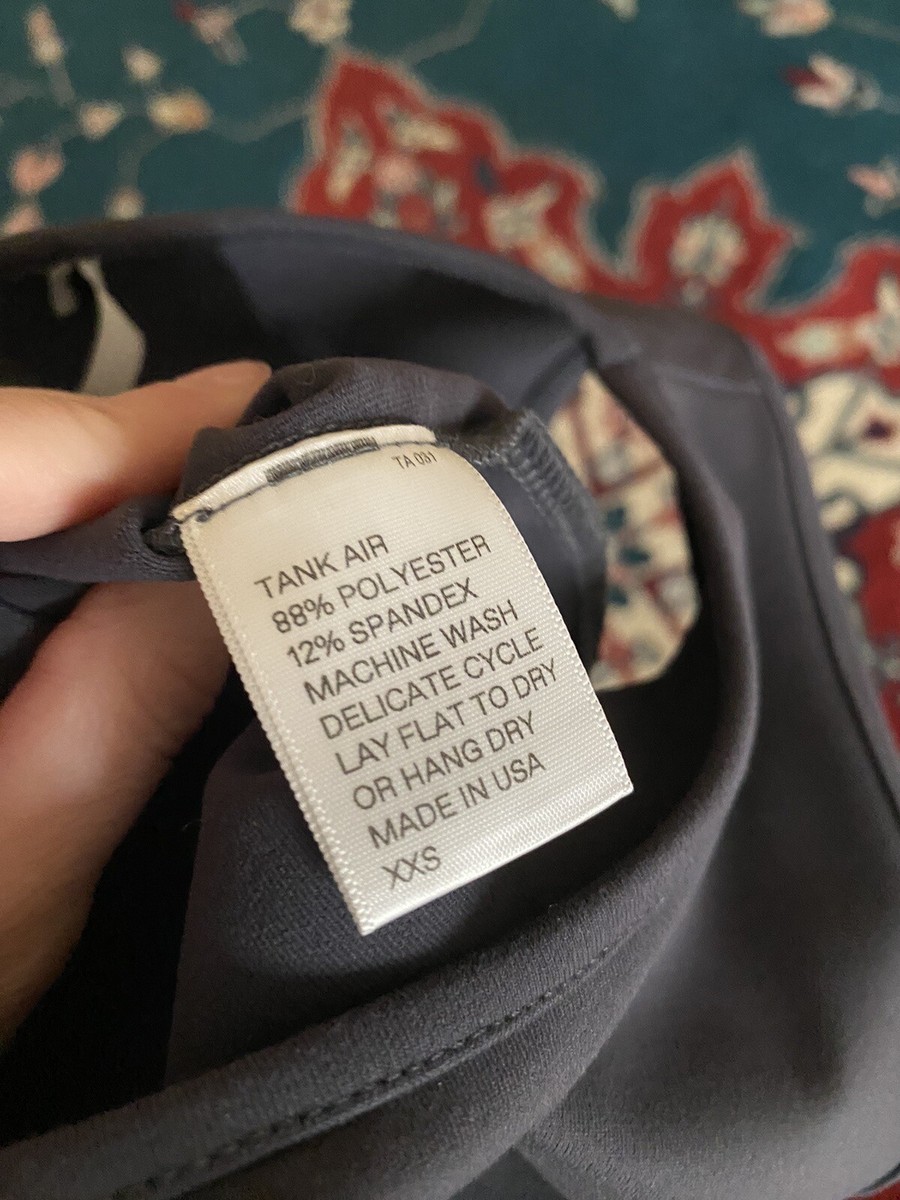 TA 031
TANK AIR
88% POLYESTER
12% SPANDEX
MACHINE WASH
DELICATE CYCLE
LAY FLAT TO DRY
OR HANG DRY
MADE IN USA
XXS